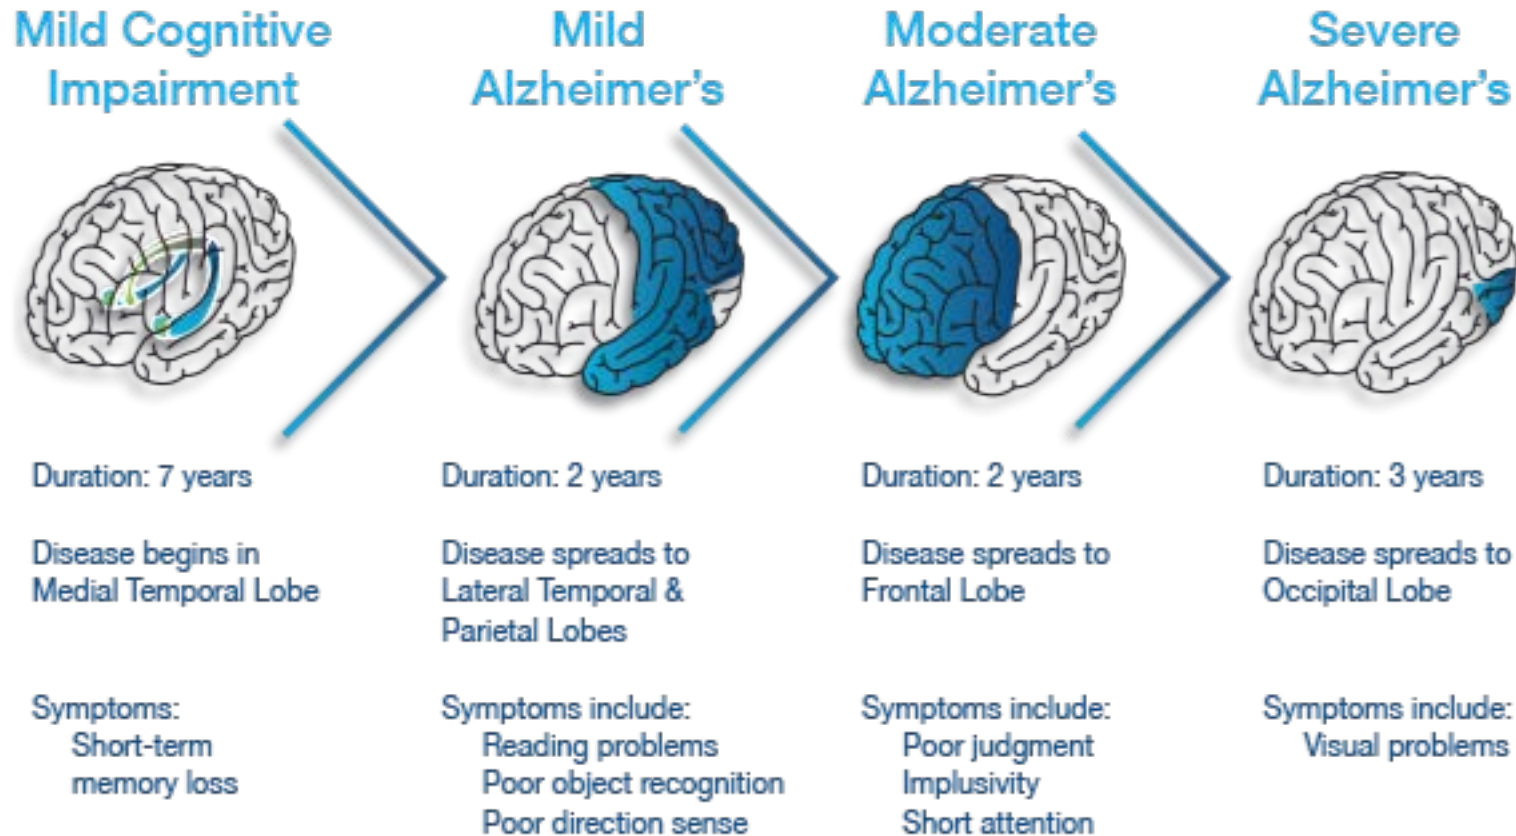 Mild Cognitive
Impairment
Mild
Alzheimer's
Moderate
Alzheimer's
Severe
Alzheimer's
Duration: 7 years
Disease begins in
Medial Temporal Lobe
Symptoms:
Short-term
memory loss
Duration: 2 years
Disease spreads to
Lateral Temporal &
Parietal Lobes
Symptoms include:
Reading problems
Poor object recognition
Poor direction sense
Duration: 2 years
Disease spreads to
Frontal Lobe
Symptoms include:
Poor judgment
Implusivity
Short attention
Duration: 3 years
Disease spreads to
Occipital Lobe
Symptoms include:
Visual problems